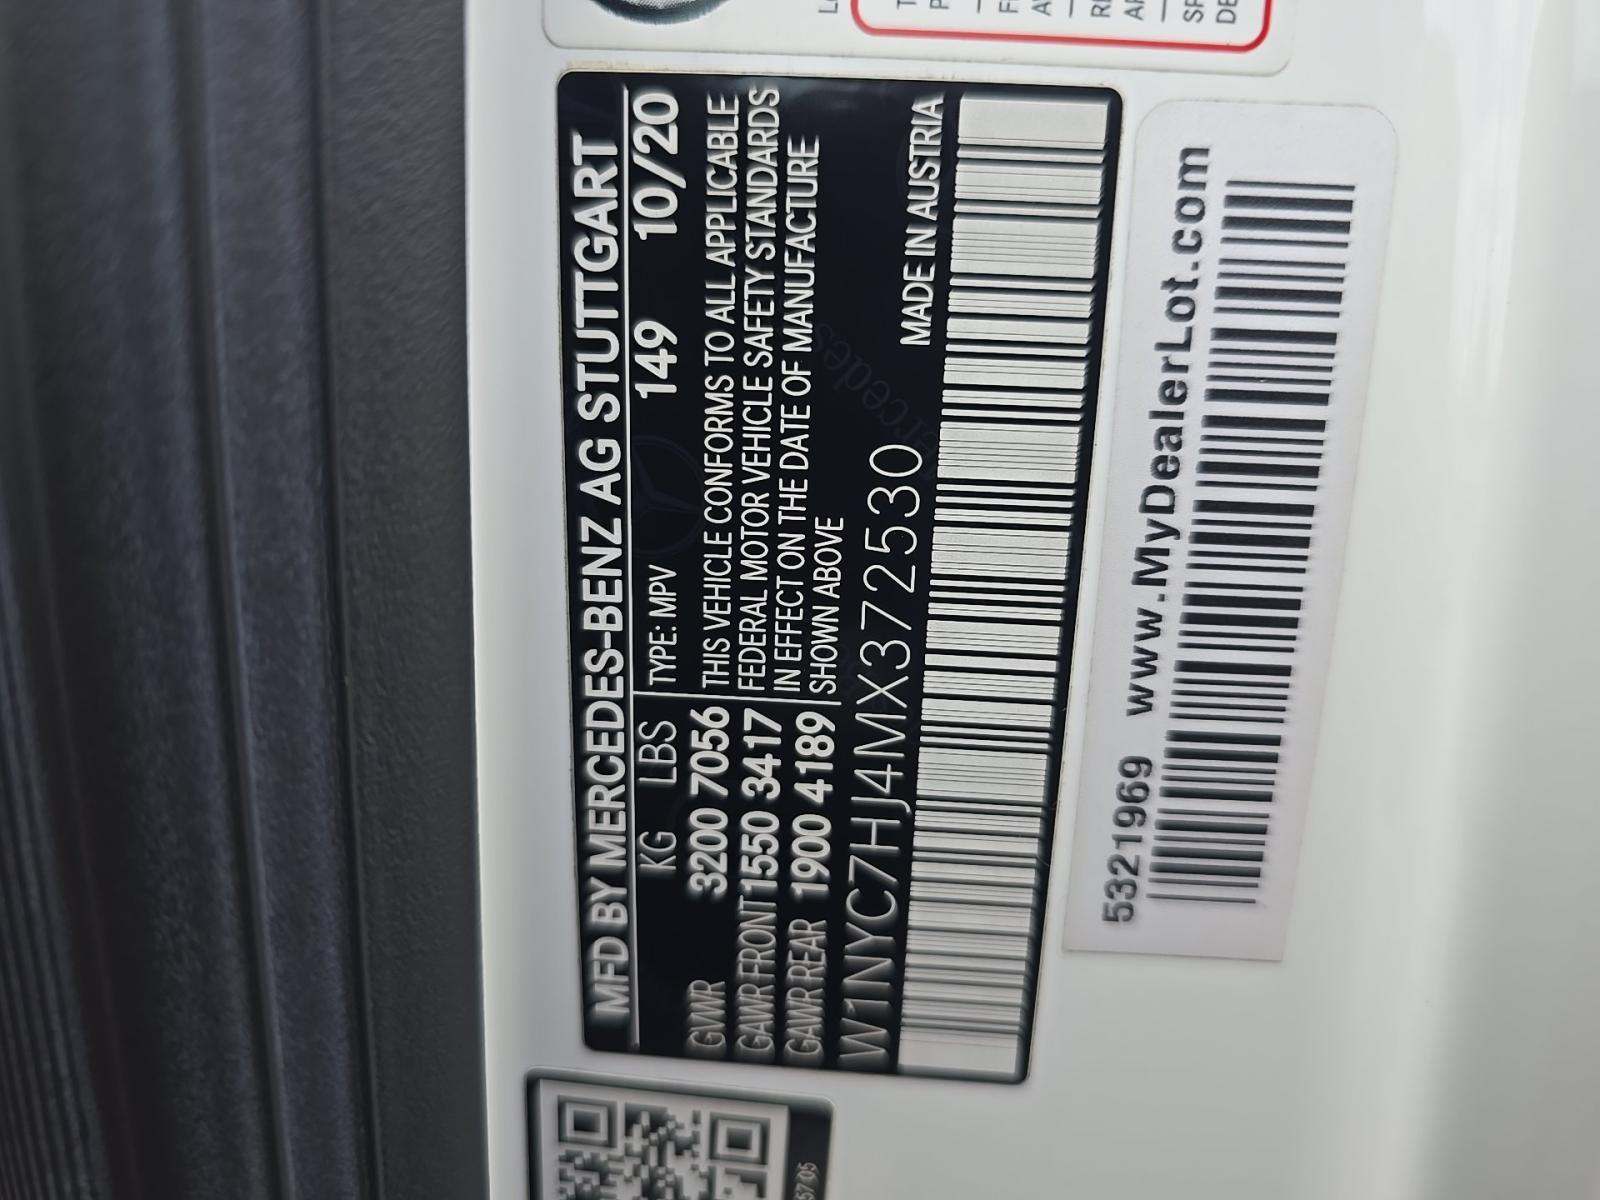 MFD BY MERCEDES-BENZ AG STUTTGART
KG LBS TYPE: MPV 149 10/20
GVWR 3200 7056 THIS VEHICLE CONFORMS TO ALL APPLICABLE
GAWR FRONT 1550 3417 FEDERAL MOTOR VEHICLE SAFETY STANDARDS
GAWR REAR 1900 4189 IN EFFECT ON THE DATE OF MANUFACTURE
SHOWN ABOVE
W1NYC7HJ4MX372530 MADE IN AUSTRIA
5321969 www.MyDealerLot.com